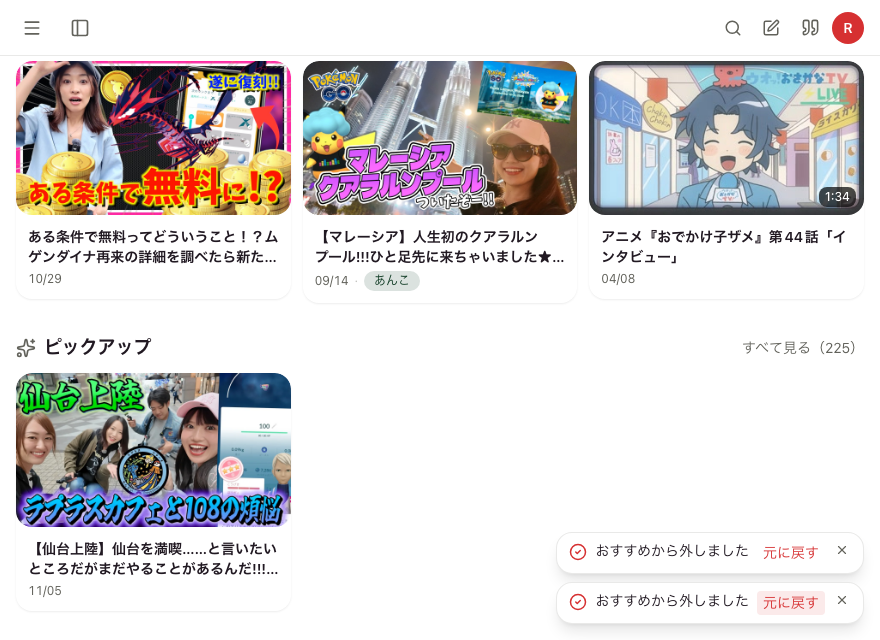 R
遂に復刻!!
ある条件で無料に!?
ある条件で無料ってどういうこと！？ム
ゲンダイナ再来の詳細を調べたら新た...
10/29
POKÉMON
GO
マレーシア
クアラルンプール
ついたぞー!!
【マレーシア】人生初のクアラルン
プール!!!ひと足先に来ちゃいました★...
09/14 · あんこ
ウオ!おさかなTV
LIVE
1:34
アニメ『おでかけ子ザメ』第44話「イ
ンタビュー」
04/08
ピックアップ
すべて見る（225）
仙台上陸
100
ラプラスカフェと108の煩悩
【仙台上陸】仙台を満喫……と言いたい
ところだがまだやることがあるんだ!!!...
11/05
おすすめから外しました 元に戻す
おすすめから外しました 元に戻す